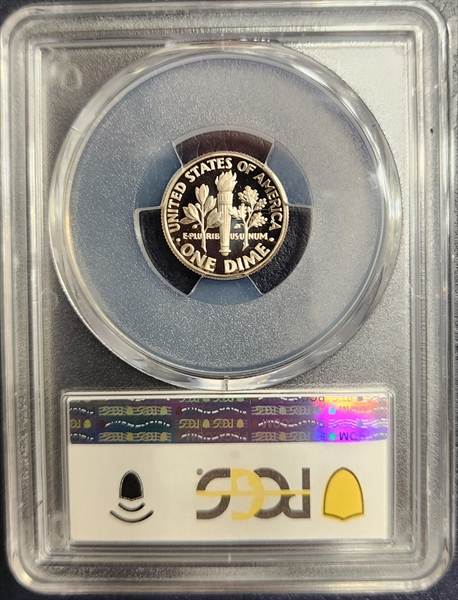 UNITED STATES OF AMERICA
E·PLURIBUS UNUM
· ONE DIME ·
PCGS